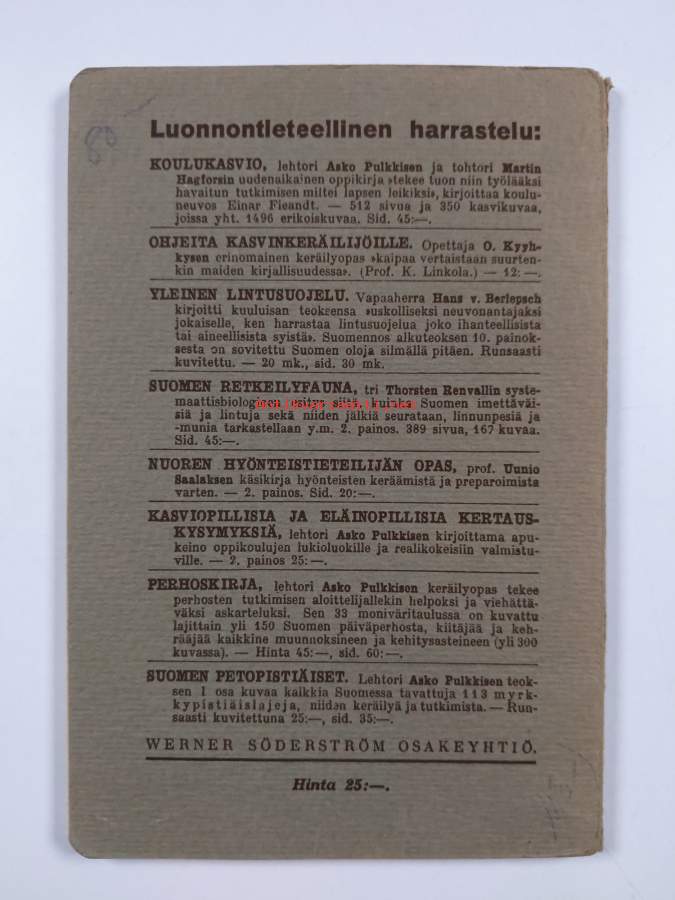 Luonnontieteellinen harrastelu:
KOULUKASVIO, lehtori Asko Pulkkisen ja tohtori Martin
Hagforsin uudenaikainen oppikirja »tekee tuon niin työlääksi
havaitun tutkimisen miltei lapsen leikiksi», kirjoittaa koulu-
neuvos Einar Fieandt. — 512 sivua ja 350 kasvikuvaa,
joissa yht. 1496 erikoiskuvaa. Sid. 45:—.
OHJEITA KASVINKERÄILIJÖILLE. Opettaja O. Kyyh-
kysen erinomainen keräilyopas »kaipaa vertaistaan suurten-
kin maiden kirjallisuudessa». (Prof. K. Linkola.) — 12:—.
YLEINEN LINTUSUOJELU. Vapaaherra Hans v. Berlepsch
kirjoitti kuuluisan teoksensa »uskolliseksi neuvonantajaksi
jokaiselle, ken harrastaa lintusuojelua joko ihanteellisista
tai aineellisista syistä». Suomennos alkuteoksen 10. painok-
sesta on sovitettu Suomen oloja silmällä pitäen. Runsaasti
kuvitettu. — 20 mk., sid. 30 mk.
SUOMEN RETKEILYFAUNA, tri Thorsten Renvallin syste-
maattisbiologinen esitys siitä, kuinka Suomen imettäväi-
siä ja lintuja sekä niiden jälkiä seurataan, linnunpesiä ja
-munia tarkastellaan y.m. 2. painos. 389 sivua, 167 kuvaa.
Sid. 45:—.
NUOREN HYÖNTEISTIETEILIJÄN OPAS, prof. Uunio
Saalaksen käsikirja hyönteisten keräämistä ja preparoimista
varten. — 2. painos. Sid. 20:—.
KASVIOPILLISIA JA ELÄINOPILLISIA KERTAUS-
KYSYMYKSIÄ, lehtori Asko Pulkkisen kirjoittama apu-
keino oppikoulujen lukioluokille ja realikokeisiin valmistu-
ville. — 2. painos 25:—.
PERHOSKIRJA, lehtori Asko Pulkkisen keräilyopas tekee
perhosten tutkimisen aloittelijallekin helpoksi ja viehättä-
väksi askarteluksi. Sen 33 moniväritaulussa on kuvattu
lajittain yli 150 Suomen päiväperhosta, kiitäjää ja keh-
rääjää kaikkine muunnoksineen ja kehitysasteineen (yli 300
kuvassa). — Hinta 45:—, sid. 60:—.
SUOMEN PETOPISTIÄISET. Lehtori Asko Pulkkisen teok-
sen I osa kuvaa kaikkia Suomessa tavattuja 113 myrk-
kypistiäislajeja, niiden keräilyä ja tutkimista. — Run-
saasti kuvitettuna 25:—, sid. 35:—.
WERNER SÖDERSTRÖM OSAKEYHTIÖ.
Hinta 25:—.